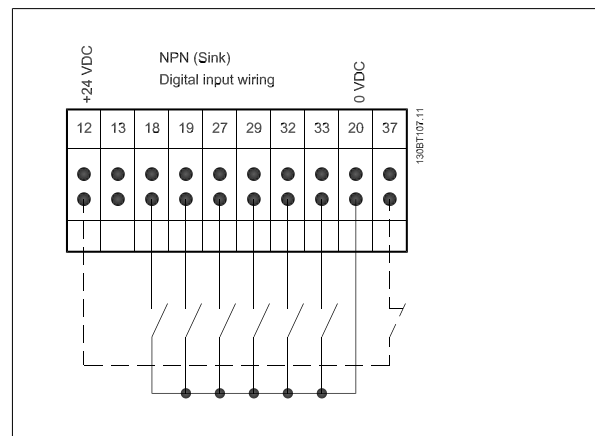 NPN (Sink)
Digital input wiring
+24 VDC
0 VDC
12 13 18 19 27 29 32 33 20 37
130BT107.11